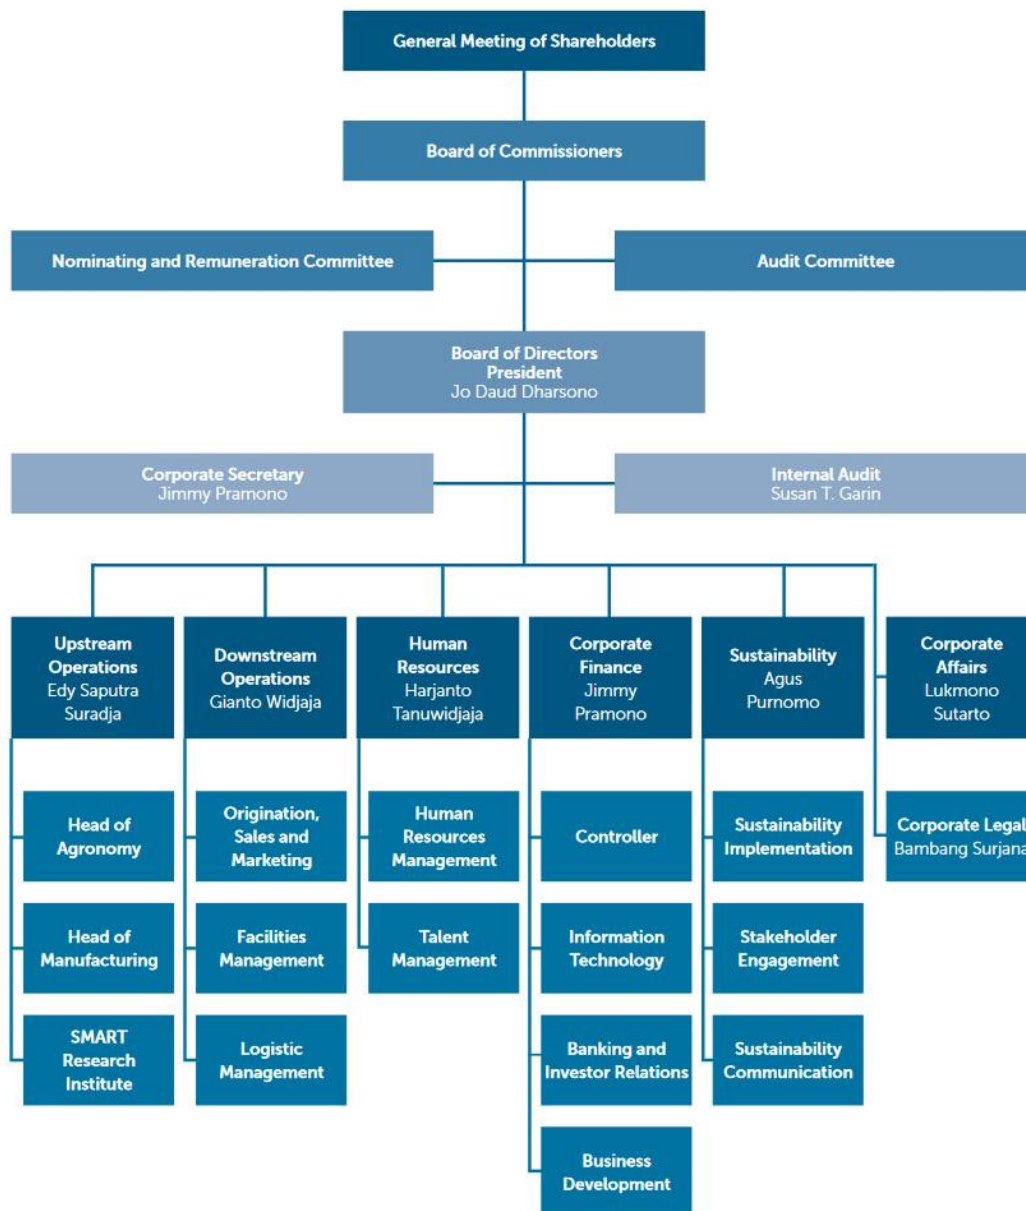 General Meeting of Shareholders
Board of Commissioners
Nominating and Remuneration Committee
Audit Committee
Board of Directors
President
Jo Daud Dharsono
Corporate Secretary
Jimmy Pramono
Internal Audit
Susan T. Garin
Upstream
Operations
Edy Saputra
Suradja
Downstream
Operations
Gianto Widjaja
Human
Resources
Harjanto
Tanuwidjaja
Corporate
Finance
Jimmy
Pramono
Sustainability
Agus
Purnomo
Corporate
Affairs
Lukmono
Sutarto
Head of
Agronomy
Origination,
Sales and
Marketing
Human
Resources
Management
Controller
Sustainability
Implementation
Corporate Legal
Bambang Surjana
Head of
Manufacturing
Facilities
Management
Talent
Management
Information
Technology
Stakeholder
Engagement
SMART
Research
Institute
Logistic
Management
Banking and
Investor Relations
Sustainability
Communication
Business
Development